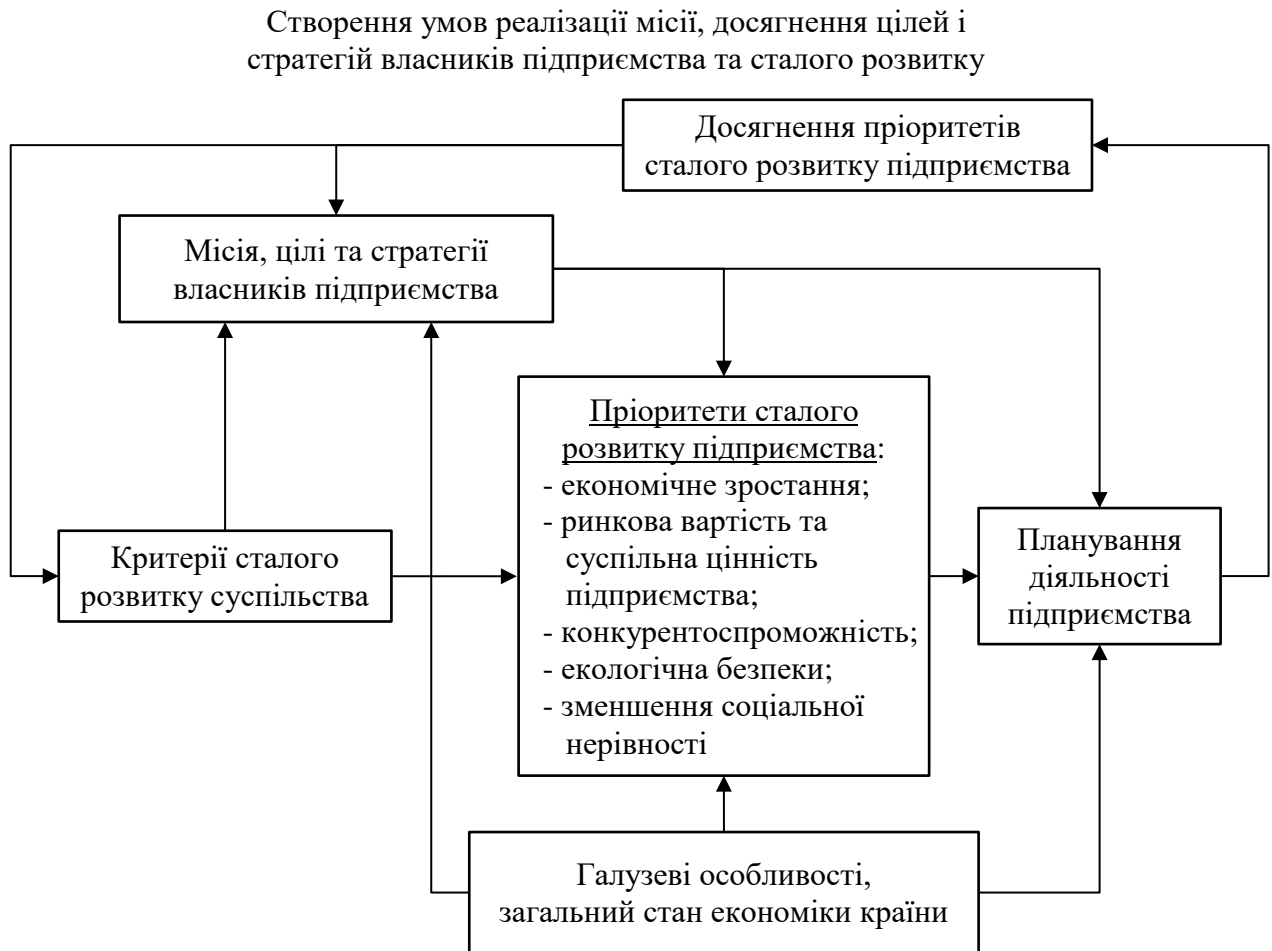 Створення умов реалізації місії, досягнення цілей і
стратегій власників підприємства та сталого розвитку
Досягнення пріоритетів
сталого розвитку підприємства
Місія, цілі та стратегії
власників підприємства
Пріоритети сталого
розвитку підприємства:
- економічне зростання;
- ринкова вартість та
суспільна цінність
підприємства;
- конкурентоспроможність;
- екологічна безпеки;
- зменшення соціальної
нерівності
Критерії сталого
розвитку суспільства
Планування
діяльності
підприємства
Галузеві особливості,
загальний стан економіки країни